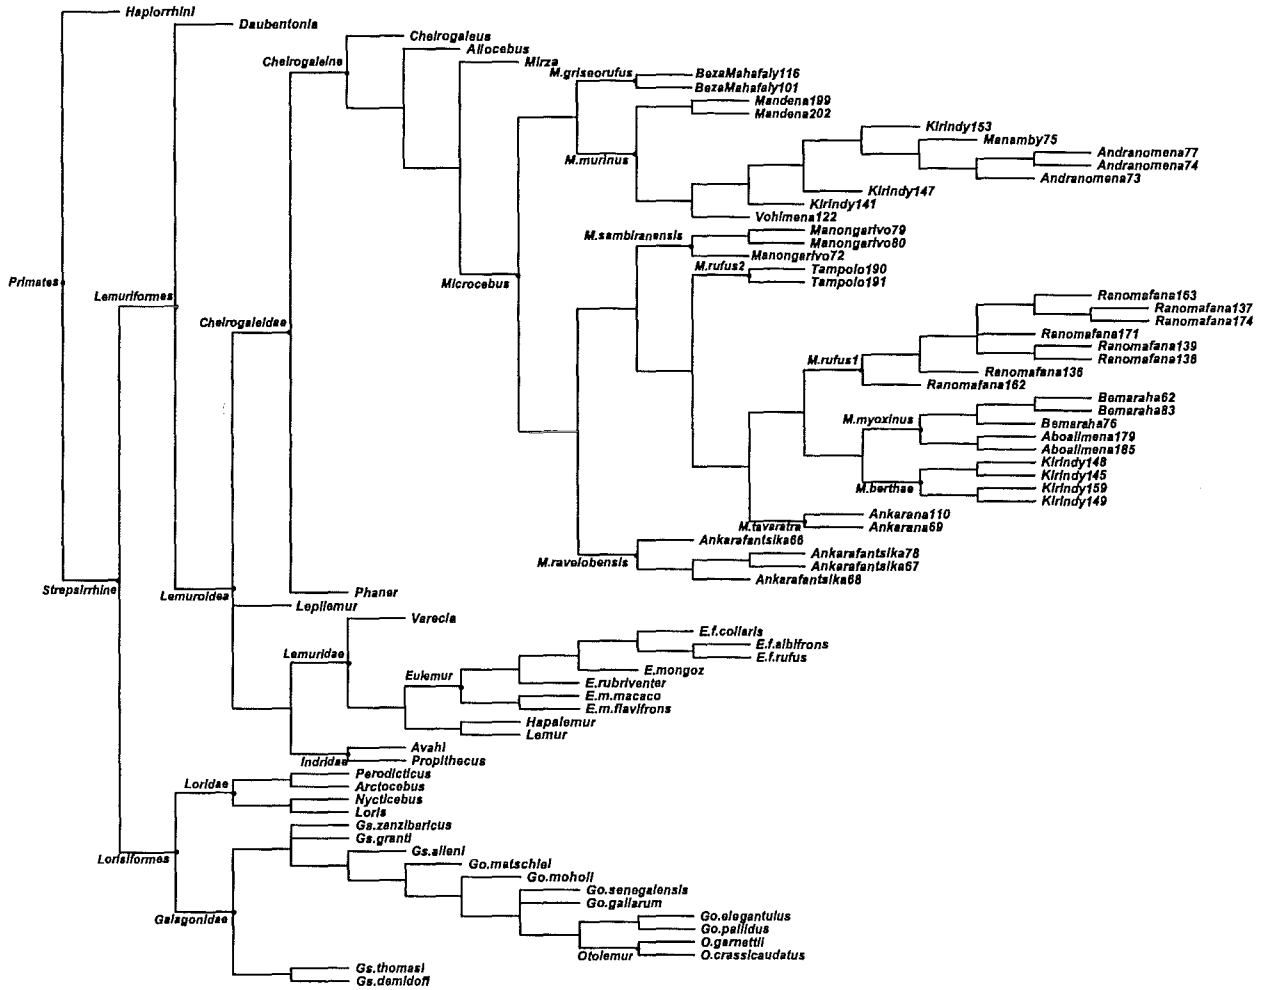 Haplorrhini
Daubentonia
Cheirogaleus
Allocebus
Cheirogaleine
Mirza
M.griseorufus
BezaMahafaly116
BezaMahafaly101
Mandena199
Mandena202
Kirindy153
Manamby75
Andranomena77
M.murinus
Andranomena74
Andranomena73
Kirindy147
Kirindy141
Vohimena122
Manongarivo79
M.sambiranensis
Manongarivo80
Manongarivo72
M.rufus2
Tampolo190
Primates
Microcebus
Tampolo191
Lemuriformes
Ranomafana163
Ranomafana137
Ranomafana174
Cheirogaleidae
Ranomafana171
Ranomafana139
M.rufus1
Ranomafana138
Ranomafana136
Ranomafana162
Bemaraha62
Bemaraha83
M.myoxinus
Bemaraha76
Aboalimena179
Aboalimena185
Kirindy148
Kirindy145
M.berthae
Kirindy159
Kirindy149
Ankarana110
M.tavaratra
Ankarana69
Ankarafantsika66
Ankarafantsika78
M.ravelobensis
Ankarafantsika67
Ankarafantsika68
Strepsirrhine
Lemuroidea
Phaner
Lepilemur
Varecia
E.f.collaris
E.f.albifrons
Lemuridae
E.f.rufus
E.mongoz
Eulemur
E.rubriventer
E.m.macaco
E.m.flavifrons
Hapalemur
Lemur
Avahi
Indridae
Propithecus
Perodicticus
Loridae
Arctocebus
Nycticebus
Loris
Gs.zanzibaricus
Gs.granti
Gs.alleni
Lorisiformes
Go.matschiei
Go.moholi
Go.senegalensis
Go.gallarum
Galagonidae
Go.elegantulus
Go.pallidus
O.garnettii
Otolemur
O.crassicaudatus
Gs.thomasi
Gs.demidoff